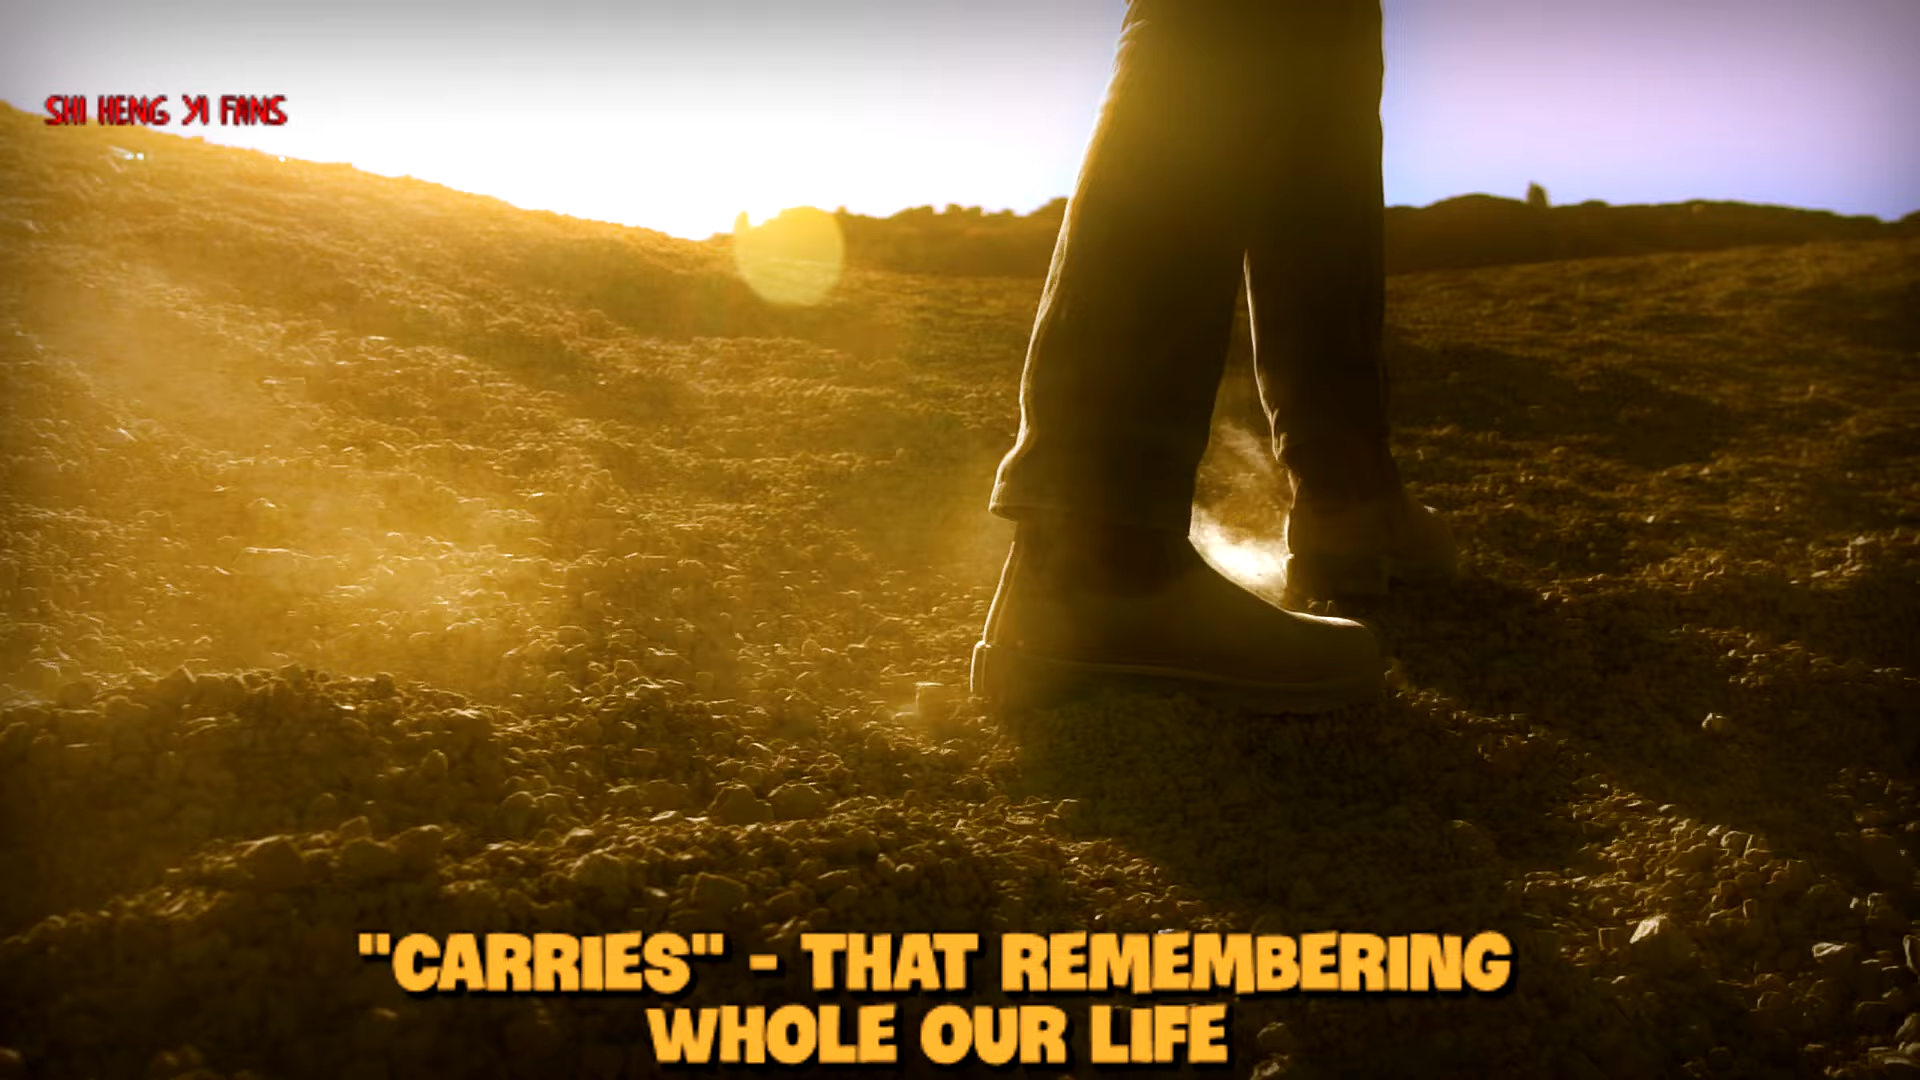 SHI HENG YI FANS
"CARRIES" - THAT REMEMBERING
WHOLE OUR LIFE